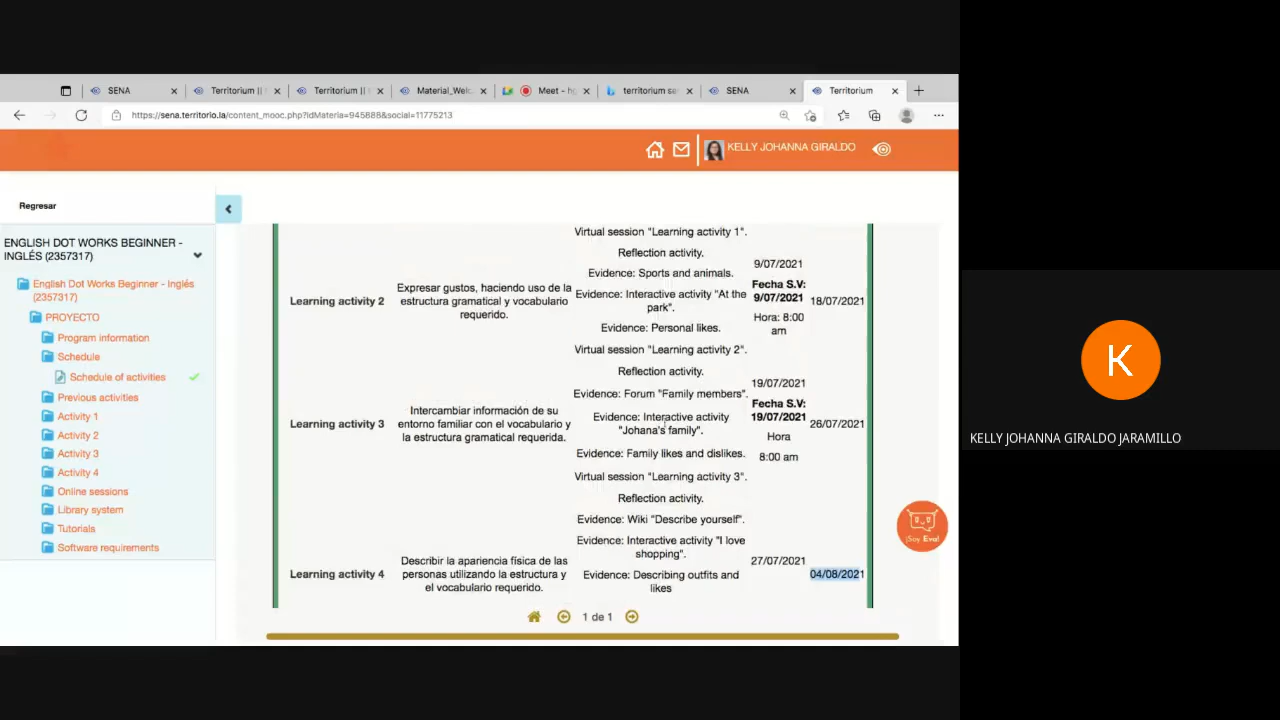 SENA
Territorium ||
Territorium ||
Material_Welc
Meet - h
territorium se
SENA
Territorium
https://sena.territorio.la/content_mooc.php?idMateria=945888&social=11775213
KELLY JOHANNA GIRALDO
Regresar
ENGLISH DOT WORKS BEGINNER -
INGLÉS (2357317)
English Dot Works Beginner - Inglés
(2357317)
PROYECTO
Program information
Schedule
Schedule of activities
Previous activities
Activity 1
Activity 2
Activity 3
Activity 4
Online sessions
Library system
Tutorials
Software requirements
Virtual session "Learning activity 1".
Reflection activity.
Evidence: Sports and animals.
Learning activity 2
Expresar gustos, haciendo uso de la
estructura gramatical y vocabulario
requerido.
Evidence: Interactive activity "At the
park".
Evidence: Personal likes.
9/07/2021
Fecha S.V:
9/07/2021
Hora: 8:00
am
18/07/2021
Virtual session "Learning activity 2".
Reflection activity.
Evidence: Forum "Family members".
Learning activity 3
Intercambiar información de su
entorno familiar con el vocabulario y
la estructura gramatical requerida.
Evidence: Interactive activity
"Johana's family".
Evidence: Family likes and dislikes.
19/07/2021
Fecha S.V:
19/07/2021
Hora
8:00 am
26/07/2021
Virtual session "Learning activity 3".
Reflection activity.
Evidence: Wiki "Describe yourself".
Evidence: Interactive activity "I love
shopping".
Learning activity 4
Describir la apariencia física de las
personas utilizando la estructura y
el vocabulario requerido.
Evidence: Describing outfits and
likes
27/07/2021
04/08/2021
1 de 1
¡Soy Eva!
K
KELLY JOHANNA GIRALDO JARAMILLO